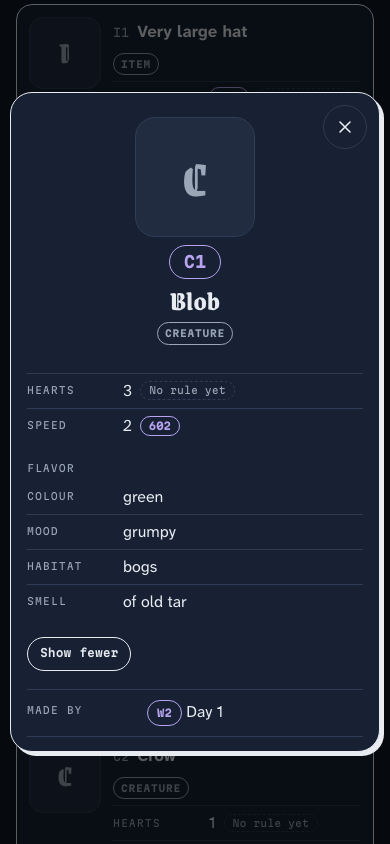 I1 Very large hat
ITEM
C
C1
Blob
CREATURE
HEARTS 3 No rule yet
SPEED 2 602
FLAVOR
COLOUR green
MOOD grumpy
HABITAT bogs
SMELL of old tar
Show fewer
MADE BY W2 Day 1
C2 Crow
C
CREATURE
HEARTS 1 No rule yet